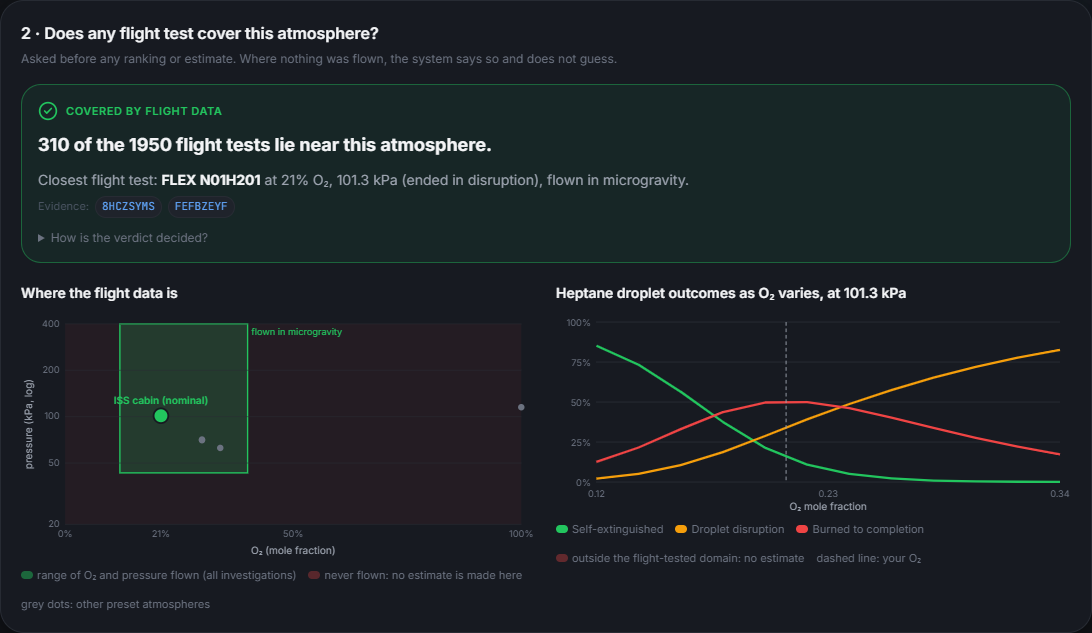 2 · Does any flight test cover this atmosphere?
Asked before any ranking or estimate. Where nothing was flown, the system says so and does not guess.
COVERED BY FLIGHT DATA
310 of the 1950 flight tests lie near this atmosphere.
Closest flight test: FLEX N01H201 at 21% O₂, 101.3 kPa (ended in disruption), flown in microgravity.
Evidence: 8HCZSYMS FEFBZEYF
▶ How is the verdict decided?
Where the flight data is
400
200
100
50
20
pressure (kPa, log)
flown in microgravity
ISS cabin (nominal)
0% 21% 50% 100%
O₂ (mole fraction)
range of O₂ and pressure flown (all investigations) never flown: no estimate is made here
grey dots: other preset atmospheres
Heptane droplet outcomes as O₂ varies, at 101.3 kPa
100%
75%
50%
25%
0%
0.12 0.23 0.34
O₂ mole fraction
Self-extinguished Droplet disruption Burned to completion
outside the flight-tested domain: no estimate dashed line: your O₂